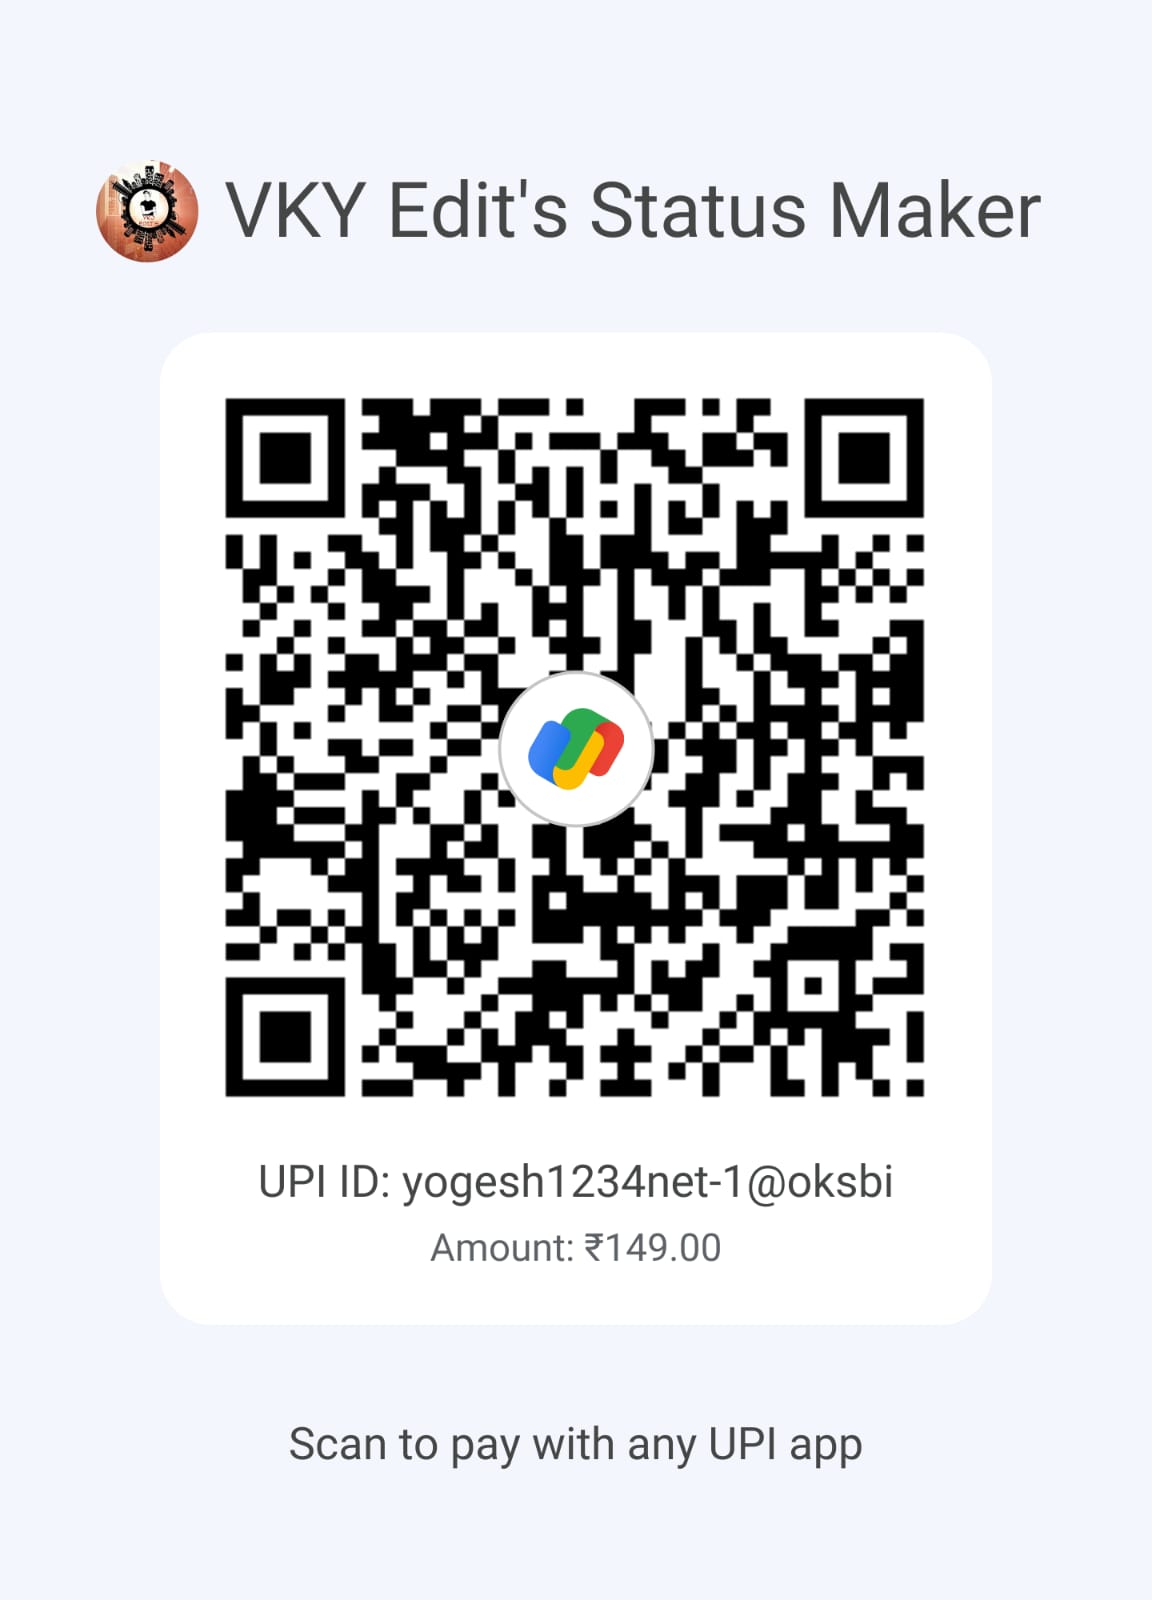 VKY Edit's Status Maker
UPI ID: yogesh1234net-1@oksbi
Amount: ₹149.00
Scan to pay with any UPI app